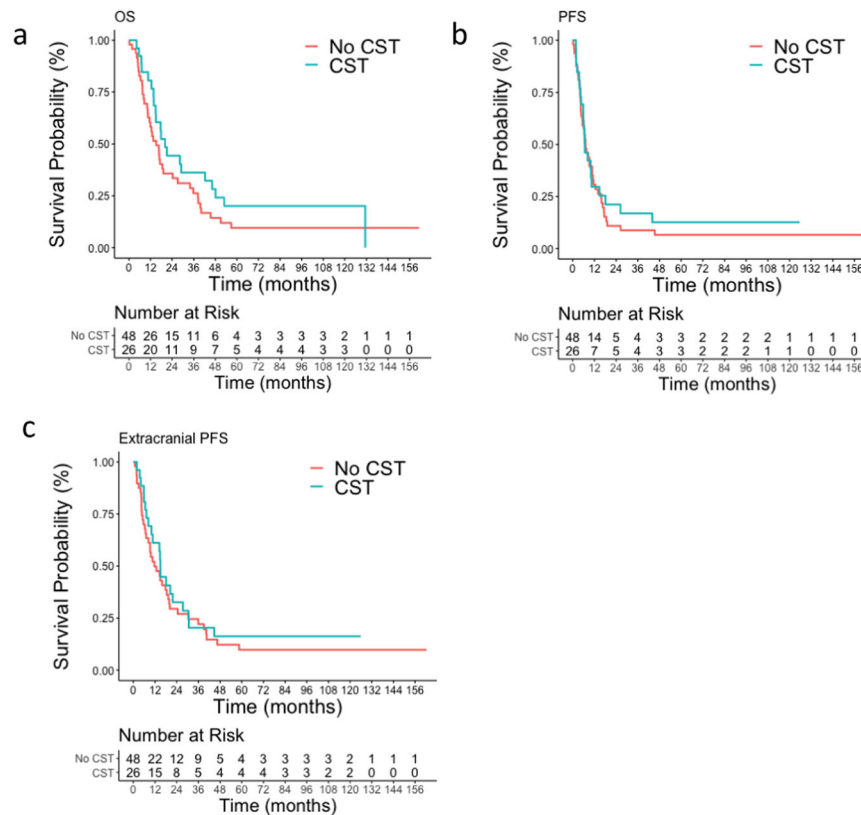 a
OS
1.00
0.75
0.50
0.25
0.00
Survival Probability (%)
No CST
CST
0 12 24 36 48 60 72 84 96 108 120 132 144 156
Time (months)
Number at Risk
No CST 48 26 15 11 6 4 3 3 3 3 2 1 1 1
CST 26 20 11 9 7 5 4 4 4 3 3 0 0 0
0 12 24 36 48 60 72 84 96 108 120 132 144 156
Time (months)
b
PFS
1.00
0.75
0.50
0.25
0.00
Survival Probability (%)
No CST
CST
0 12 24 36 48 60 72 84 96 108 120 132 144 156
Time (months)
Number at Risk
No CST 48 14 5 4 3 3 2 2 2 2 1 1 1 1
CST 26 7 5 4 3 3 2 2 2 1 1 0 0 0
0 12 24 36 48 60 72 84 96 108 120 132 144 156
Time (months)
c
Extracranial PFS
1.00
0.75
0.50
0.25
0.00
Survival Probability (%)
No CST
CST
0 12 24 36 48 60 72 84 96 108 120 132 144 156
Time (months)
Number at Risk
No CST 48 22 12 9 5 4 3 3 3 3 2 1 1 1
CST 26 15 8 5 4 4 4 3 3 2 2 0 0 0
0 12 24 36 48 60 72 84 96 108 120 132 144 156
Time (months)